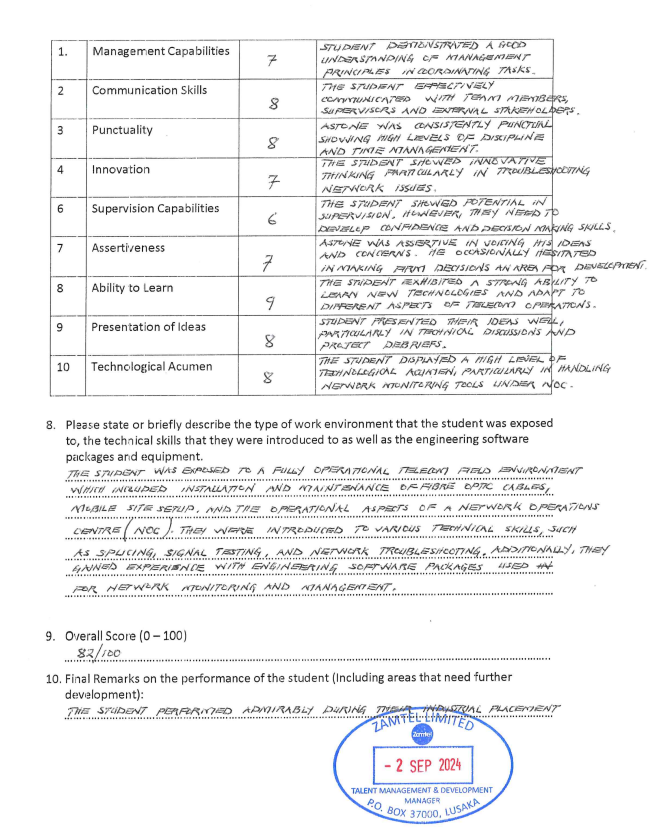 1. Management Capabilities 7 STUDENT DEMONSTRATED A GOOD
UNDERSTANDING OF MANAGEMENT
PRINCIPLES IN COORDINATING TASKS.
2 Communication Skills 8 THE STUDENT EFFECTIVELY
COMMUNICATED WITH TEAM MEMBERS,
SUPERVISORS AND EXTERNAL STAKEHOLDERS.
3 Punctuality 8 ASTONE WAS CONSISTENTLY PUNCTUAL
SHOWING HIGH LEVELS OF DISCIPLINE
AND TIME MANAGEMENT.
4 Innovation 7 THE STUDENT SHOWED INNOVATIVE
THINKING PARTICULARLY IN TROUBLESHOOTING
NETWORK ISSUES.
6 Supervision Capabilities 6 THE STUDENT SHOWED POTENTIAL IN
SUPERVISION, HOWEVER, THEY NEED TO
DEVELOP CONFIDENCE AND DECISION MAKING SKILLS.
7 Assertiveness 7 ASTONE WAS ASSERTIVE IN VOICING HIS IDEAS
AND CONCERNS. HE OCCASIONALLY HESITATED
IN MAKING FIRM DECISIONS AN AREA FOR DEVELOPMENT.
8 Ability to Learn 9 THE STUDENT EXHIBITED A STRONG ABILITY TO
LEARN NEW TECHNOLOGIES AND ADAPT TO
DIFFERENT ASPECTS OF TELECOM OPERATIONS.
9 Presentation of Ideas 8 STUDENT PRESENTED THEIR IDEAS WELL,
PARTICULARLY IN TECHNICAL DISCUSSIONS AND
PROJECT DEBRIEFS.
10 Technological Acumen 8 THE STUDENT DISPLAYED A HIGH LEVEL OF
TECHNOLOGICAL ACUMEN, PARTICULARLY IN HANDLING
NETWORK MONITORING TOOLS UNDER NOC.
8. Please state or briefly describe the type of work environment that the student was exposed
to, the technical skills that they were introduced to as well as the engineering software
packages and equipment.
THE STUDENT WAS EXPOSED TO A FULLY OPERATIONAL TELECOM FIELD ENVIRONMENT
WHICH INCLUDED INSTALLATION AND MAINTENANCE OF FIBRE OPTIC CABLES,
MOBILE SITE SETUP, AND THE OPERATIONAL ASPECTS OF A NETWORK OPERATIONS
CENTRE (NOC). THEY WERE INTRODUCED TO VARIOUS TECHNICAL SKILLS, SUCH
AS SPLICING, SIGNAL TESTING, AND NETWORK TROUBLESHOOTING, ADDITIONALLY, THEY
GAINED EXPERIENCE WITH ENGINEERING SOFTWARE PACKAGES USED IN
FOR NETWORK MONITORING AND MANAGEMENT.
9. Overall Score (0 – 100)
82/100
10. Final Remarks on the performance of the student (Including areas that need further
development):
THE STUDENT PERFORMED ADMIRABLY DURING THEIR INDUSTRIAL PLACEMENT
ZAMTEL LIMITED
Zamtel
- 2 SEP 2024
TALENT MANAGEMENT & DEVELOPMENT
MANAGER
P.O. BOX 37000, LUSAKA